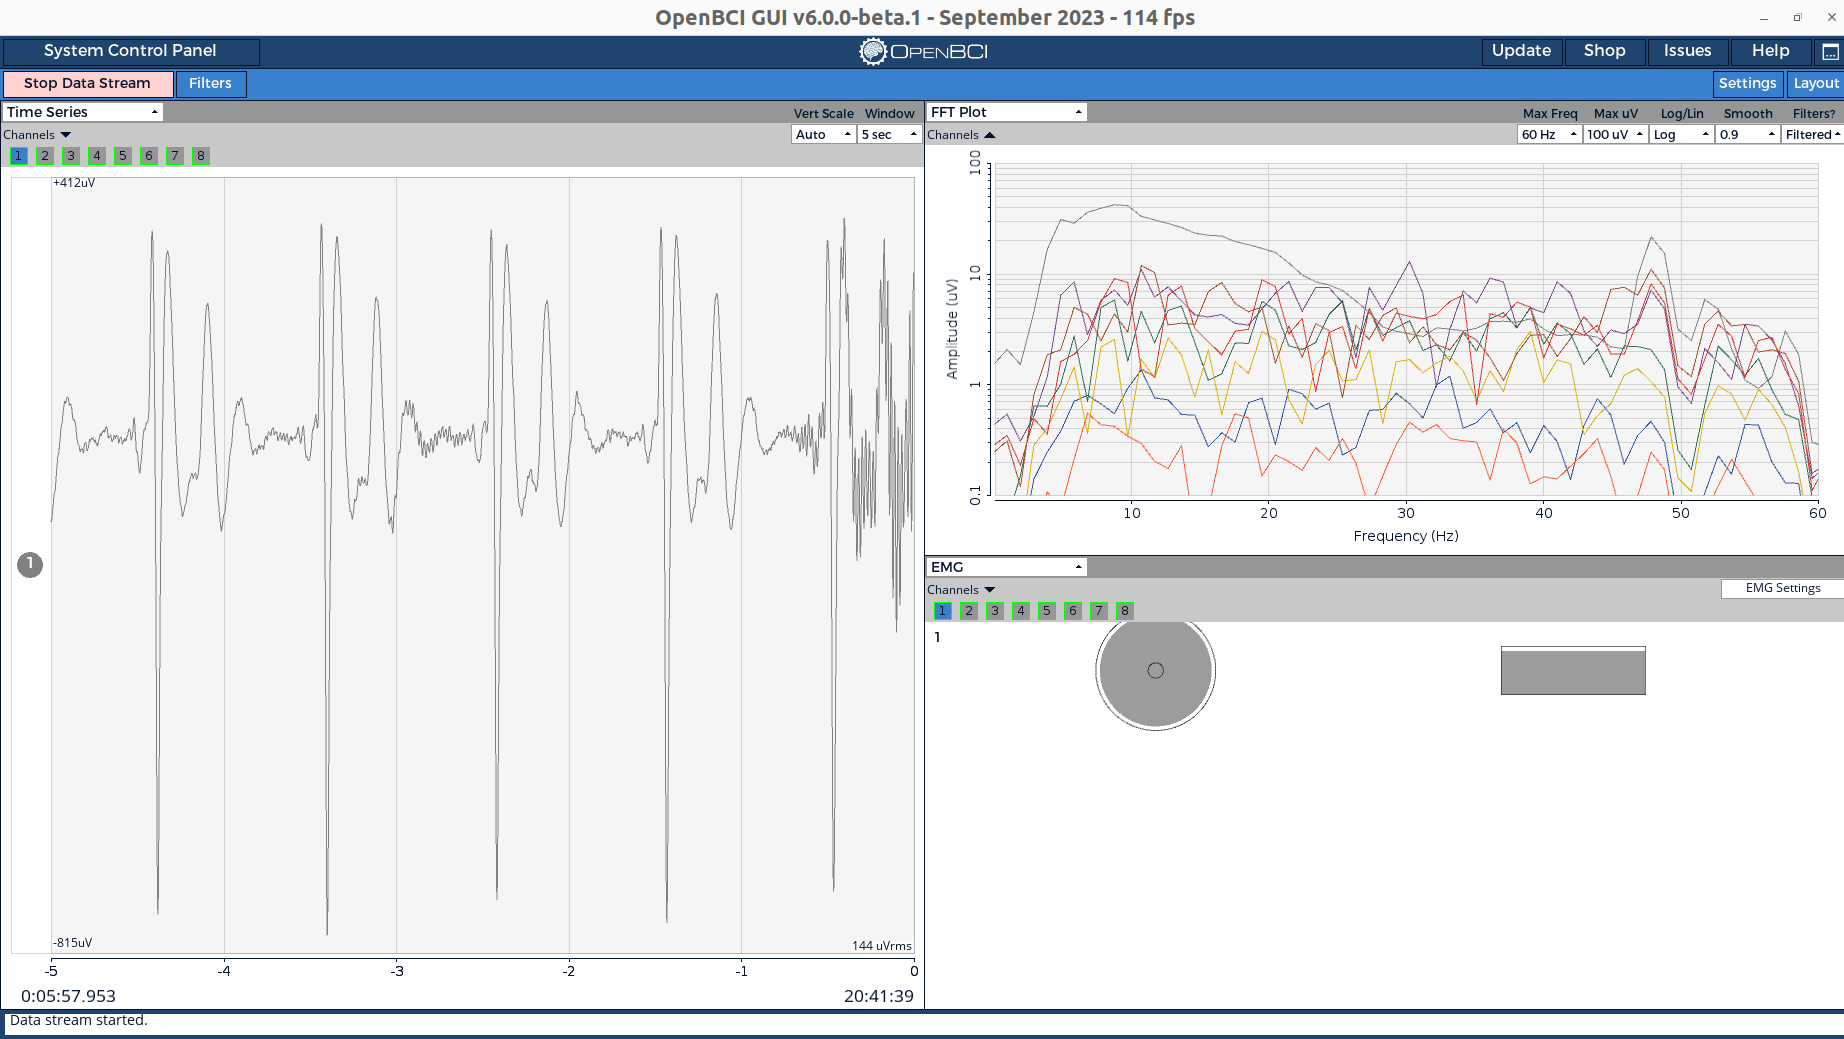 OpenBCI GUI v6.0.0-beta.1 - September 2023 - 114 fps
System Control Panel
OPENBCI
Update Shop Issues Help
Stop Data Stream Filters
Settings Layout
Time Series
Vert Scale Window
Channels
Auto 5 sec
1 2 3 4 5 6 7 8
+412uV
1
-815uV
144 uVrms
-5 -4 -3 -2 -1 0
0:05:57.953
20:41:39
FFT Plot
Max Freq Max uV Log/Lin Smooth Filters?
Channels
60 Hz 100 uV Log 0.9 Filtered
100
10
1
0.1
Amplitude (uV)
10 20 30 40 50 60
Frequency (Hz)
EMG
Channels
EMG Settings
1 2 3 4 5 6 7 8
1
Data stream started.